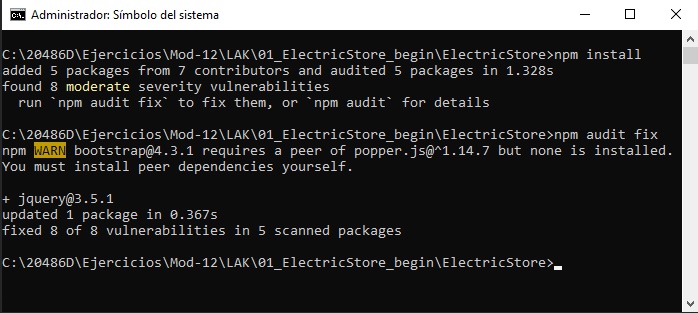 Administrador: Símbolo del sistema
C:\20486D\Ejercicios\Mod-12\LAK\01_ElectricStore_begin\ElectricStore>npm install
added 5 packages from 7 contributors and audited 5 packages in 1.328s
found 8 moderate severity vulnerabilities
  run `npm audit fix` to fix them, or `npm audit` for details
C:\20486D\Ejercicios\Mod-12\LAK\01_ElectricStore_begin\ElectricStore>npm audit fix
npm WARN bootstrap@4.3.1 requires a peer of popper.js@^1.14.7 but none is installed.
You must install peer dependencies yourself.
+ jquery@3.5.1
updated 1 package in 0.367s
fixed 8 of 8 vulnerabilities in 5 scanned packages
C:\20486D\Ejercicios\Mod-12\LAK\01_ElectricStore_begin\ElectricStore>